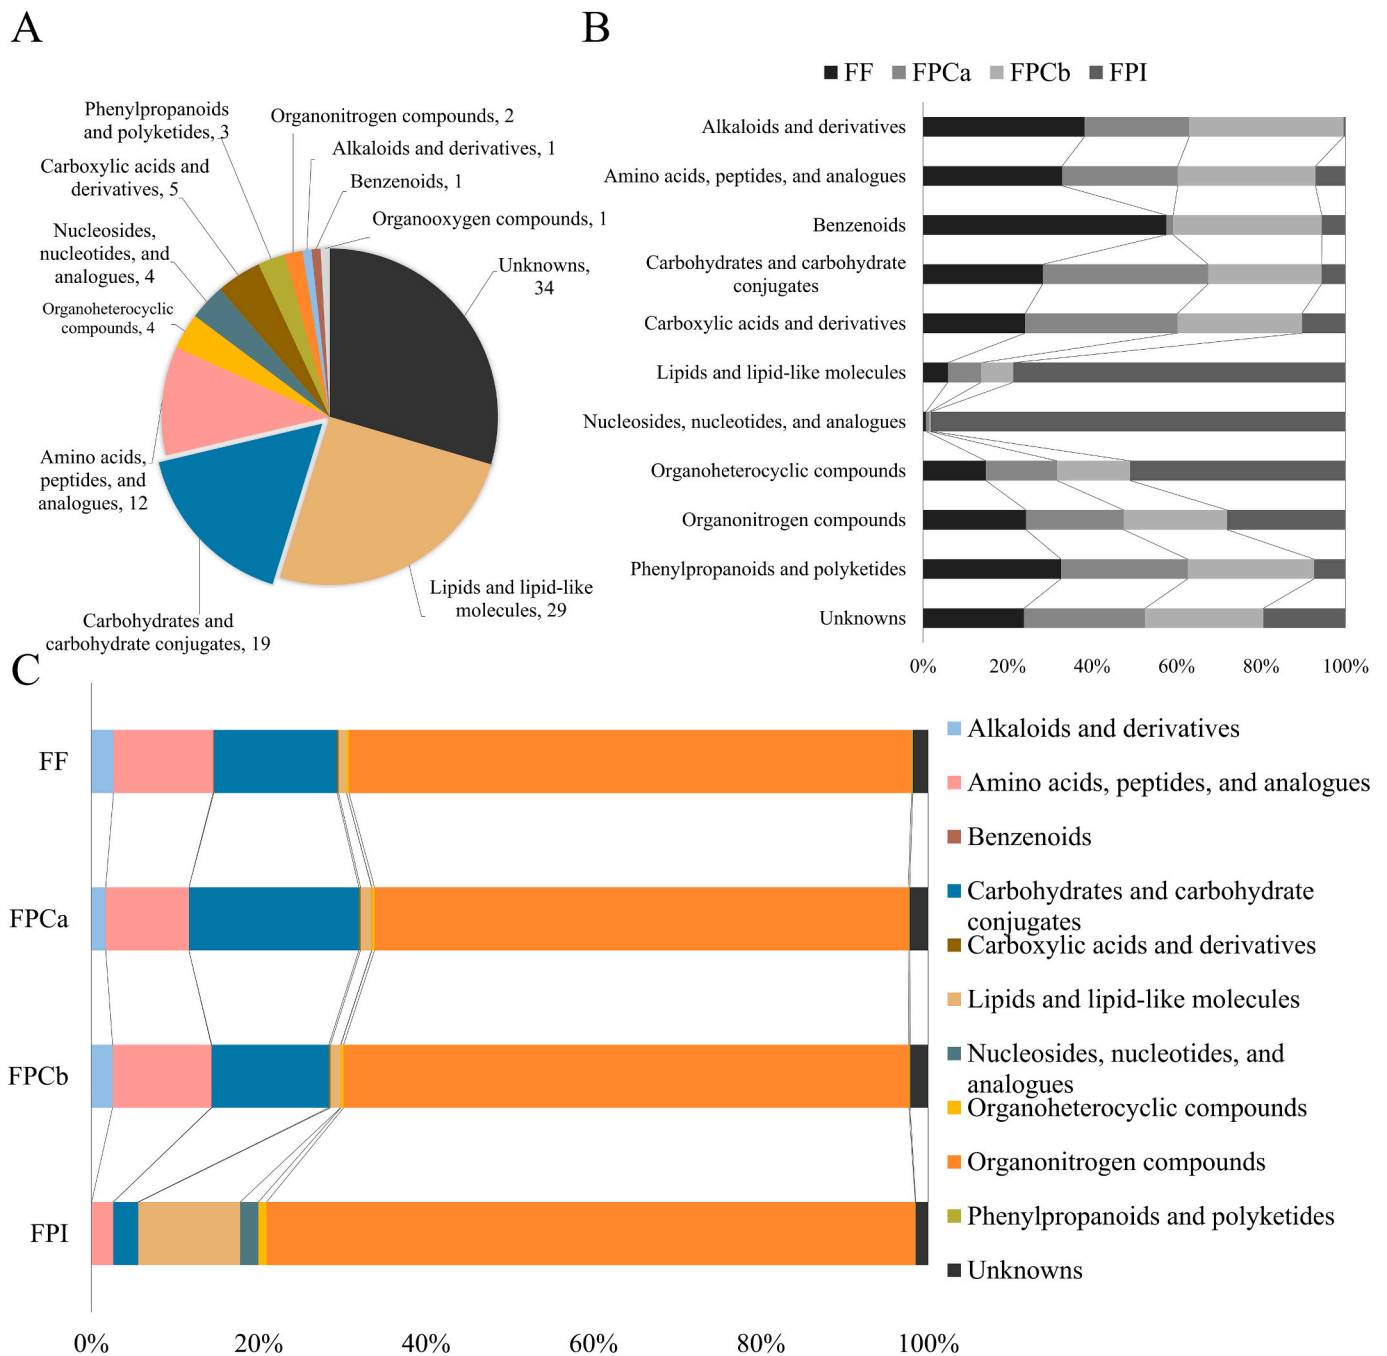 A
Phenylpropanoids
and polyketides, 3
Organonitrogen compounds, 2
Alkaloids and derivatives, 1
Carboxylic acids and
derivatives, 5
Benzenoids, 1
Organooxygen compounds, 1
Nucleosides,
nucleotides, and
analogues, 4
Unknowns,
34
Organoheterocyclic
compounds, 4
Amino acids,
peptides, and
analogues, 12
Lipids and lipid-like
molecules, 29
Carbohydrates and
carbohydrate conjugates, 19
B
FF FPCa FPCb FPI
Alkaloids and derivatives
Amino acids, peptides, and analogues
Benzenoids
Carbohydrates and carbohydrate
conjugates
Carboxylic acids and derivatives
Lipids and lipid-like molecules
Nucleosides, nucleotides, and analogues
Organoheterocyclic compounds
Organonitrogen compounds
Phenylpropanoids and polyketides
Unknowns
0% 20% 40% 60% 80% 100%
C
FF
FPCa
FPCb
FPI
0% 20% 40% 60% 80% 100%
Alkaloids and derivatives
Amino acids, peptides, and analogues
Benzenoids
Carbohydrates and carbohydrate
conjugates
Carboxylic acids and derivatives
Lipids and lipid-like molecules
Nucleosides, nucleotides, and
analogues
Organoheterocyclic compounds
Organonitrogen compounds
Phenylpropanoids and polyketides
Unknowns